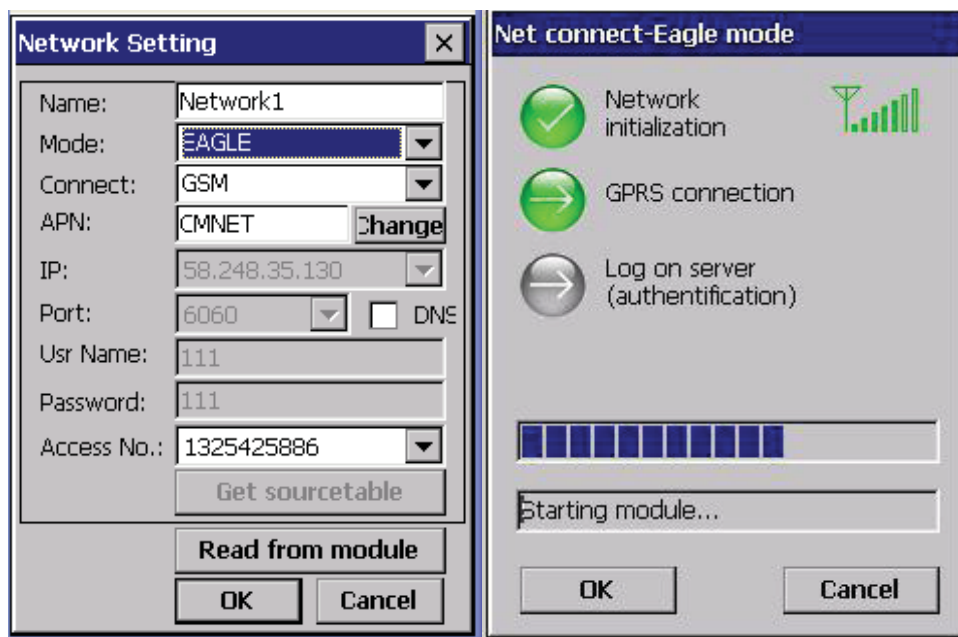 Network Setting
Name:
Network1
Mode:
EAGLE
Connect:
GSM
APN:
CMNET
Change
IP:
58.248.35.130
Port:
6060
DNS
Usr Name:
111
Password:
111
Access No.:
1325425886
Get sourcetable
Read from module
OK
Cancel
Net connect-Eagle mode
Network
initialization
GPRS connection
Log on server
(authentification)
Starting module...
OK
Cancel